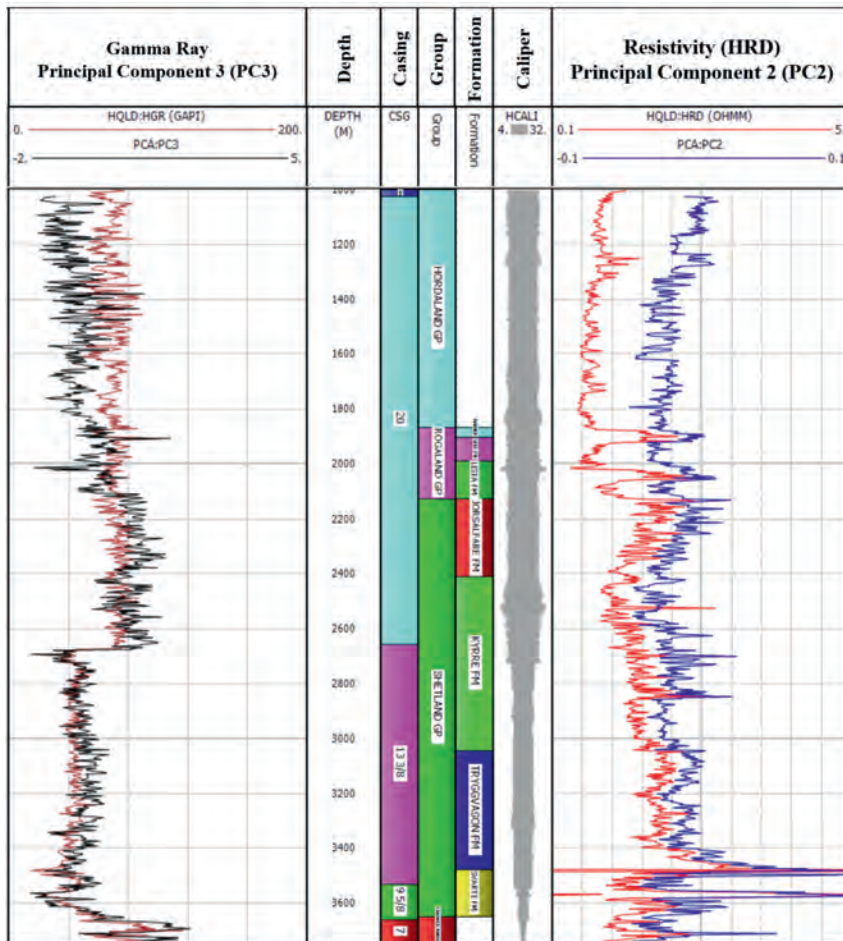 Gamma Ray
Principal Component 3 (PC3)
Depth
Casing
Group
Formation
Caliper
Resistivity (HRD)
Principal Component 2 (PC2)
HQLD:HGR (GAPI)
0. 200.
PCA:PC3
-2. 5.
DEPTH
(M)
CSG
Group
Formation
HCALI
4. 32.
HQLD:HRD (OHMM)
0.1 5
PCA:PC2
-0.1 0.1
1200
1400
1600
1800
2000
2200
2400
2600
2800
3000
3200
3400
3600
20
13 3/8
9 5/8
7
HORDALAND GP
ROGALAND GP
SHETLAND GP
JORSALFARE FM
KYRRE FM
TRYGGVASON FM